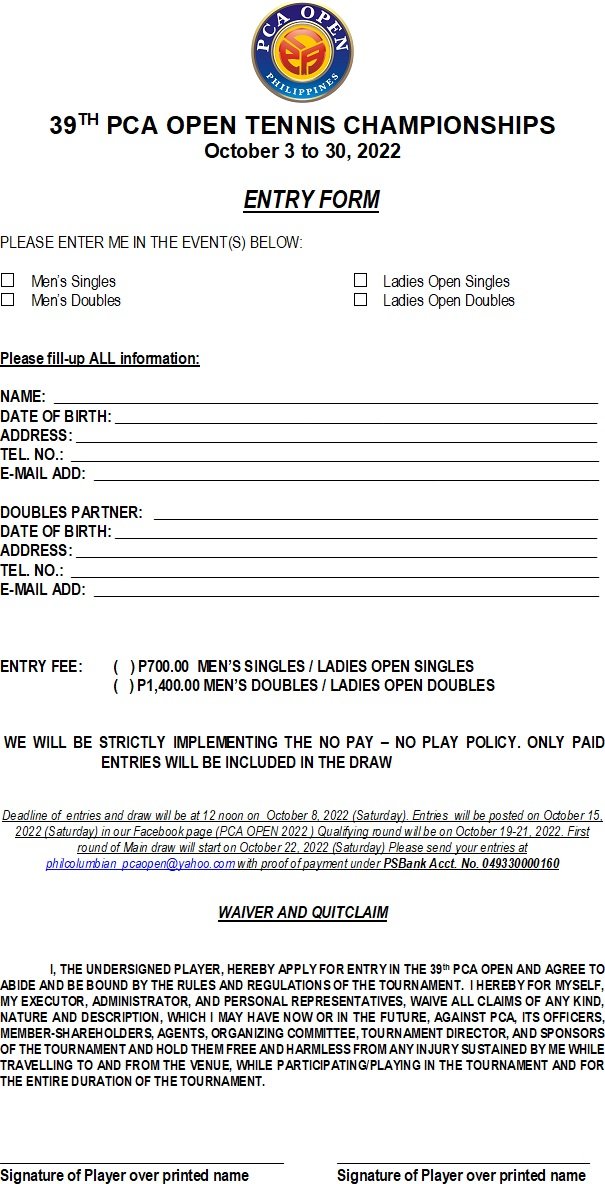 PCA OPEN
PHILIPPINES
39TH PCA OPEN TENNIS CHAMPIONSHIPS
October 3 to 30, 2022
ENTRY FORM
PLEASE ENTER ME IN THE EVENT(S) BELOW:
☐ Men's Singles ☐ Ladies Open Singles
☐ Men's Doubles ☐ Ladies Open Doubles
Please fill-up ALL information:
NAME:
DATE OF BIRTH:
ADDRESS:
TEL. NO.:
E-MAIL ADD:
DOUBLES PARTNER:
DATE OF BIRTH:
ADDRESS:
TEL. NO.:
E-MAIL ADD:
ENTRY FEE: ( ) P700.00 MEN'S SINGLES / LADIES OPEN SINGLES
( ) P1,400.00 MEN'S DOUBLES / LADIES OPEN DOUBLES
WE WILL BE STRICTLY IMPLEMENTING THE NO PAY – NO PLAY POLICY. ONLY PAID
ENTRIES WILL BE INCLUDED IN THE DRAW
Deadline of entries and draw will be at 12 noon on October 8, 2022 (Saturday). Entries will be posted on October 15,
2022 (Saturday) in our Facebook page (PCA OPEN 2022 ) Qualifying round will be on October 19-21, 2022. First
round of Main draw will start on October 22, 2022 (Saturday) Please send your entries at
philcolumbian_pcaopen@yahoo.com with proof of payment under PSBank Acct. No. 049330000160
WAIVER AND QUITCLAIM
I, THE UNDERSIGNED PLAYER, HEREBY APPLY FOR ENTRY IN THE 39th PCA OPEN AND AGREE TO
ABIDE AND BE BOUND BY THE RULES AND REGULATIONS OF THE TOURNAMENT. I HEREBY FOR MYSELF,
MY EXECUTOR, ADMINISTRATOR, AND PERSONAL REPRESENTATIVES, WAIVE ALL CLAIMS OF ANY KIND,
NATURE AND DESCRIPTION, WHICH I MAY HAVE NOW OR IN THE FUTURE, AGAINST PCA, ITS OFFICERS,
MEMBER-SHAREHOLDERS, AGENTS, ORGANIZING COMMITTEE, TOURNAMENT DIRECTOR, AND SPONSORS
OF THE TOURNAMENT AND HOLD THEM FREE AND HARMLESS FROM ANY INJURY SUSTAINED BY ME WHILE
TRAVELLING TO AND FROM THE VENUE, WHILE PARTICIPATING/PLAYING IN THE TOURNAMENT AND FOR
THE ENTIRE DURATION OF THE TOURNAMENT.
Signature of Player over printed name Signature of Player over printed name